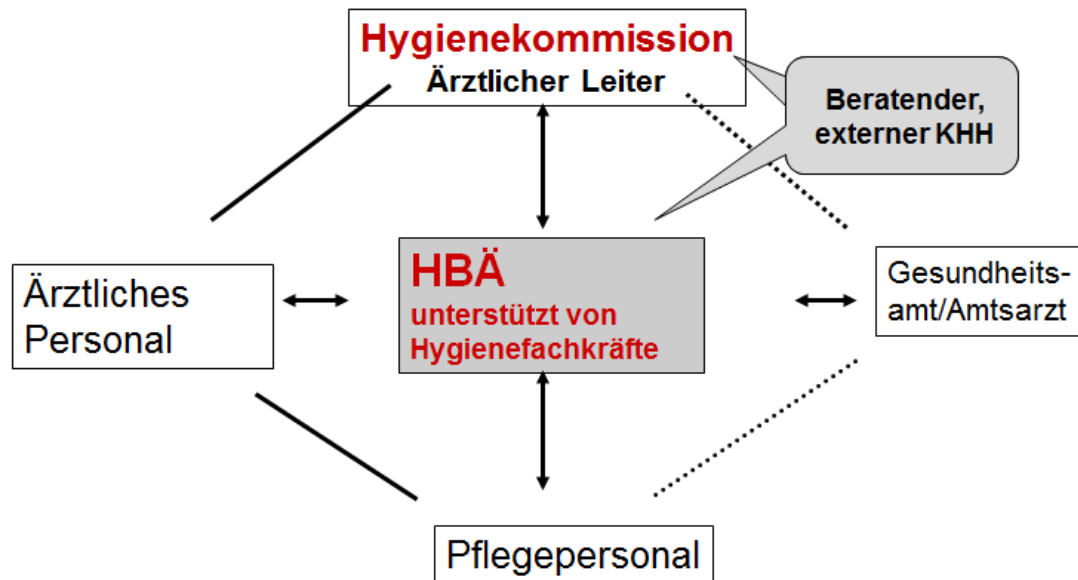 Hygienekommission
Ärztlicher Leiter
Beratender,
externer KHH
HBÄ
unterstützt von
Hygienefachkräfte
Ärztliches
Personal
Gesundheits-
amt/Amtsarzt
Pflegepersonal